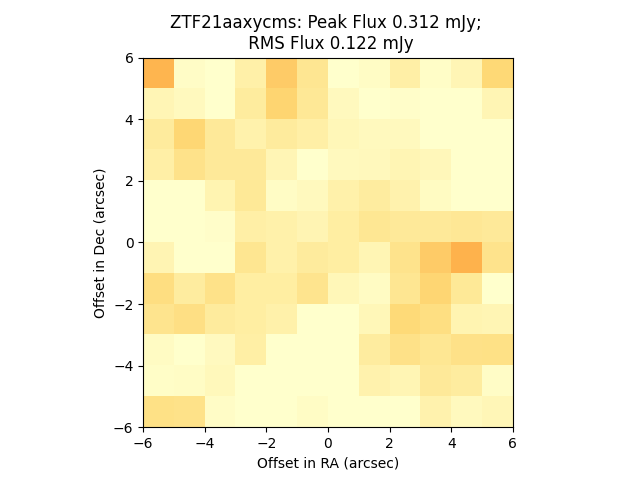 ZTF21aaxycms: Peak Flux 0.312 mJy;
RMS Flux 0.122 mJy
6
4
2
0
−2
−4
−6
Offset in Dec (arcsec)
−6 −4 −2 0 2 4 6
Offset in RA (arcsec)